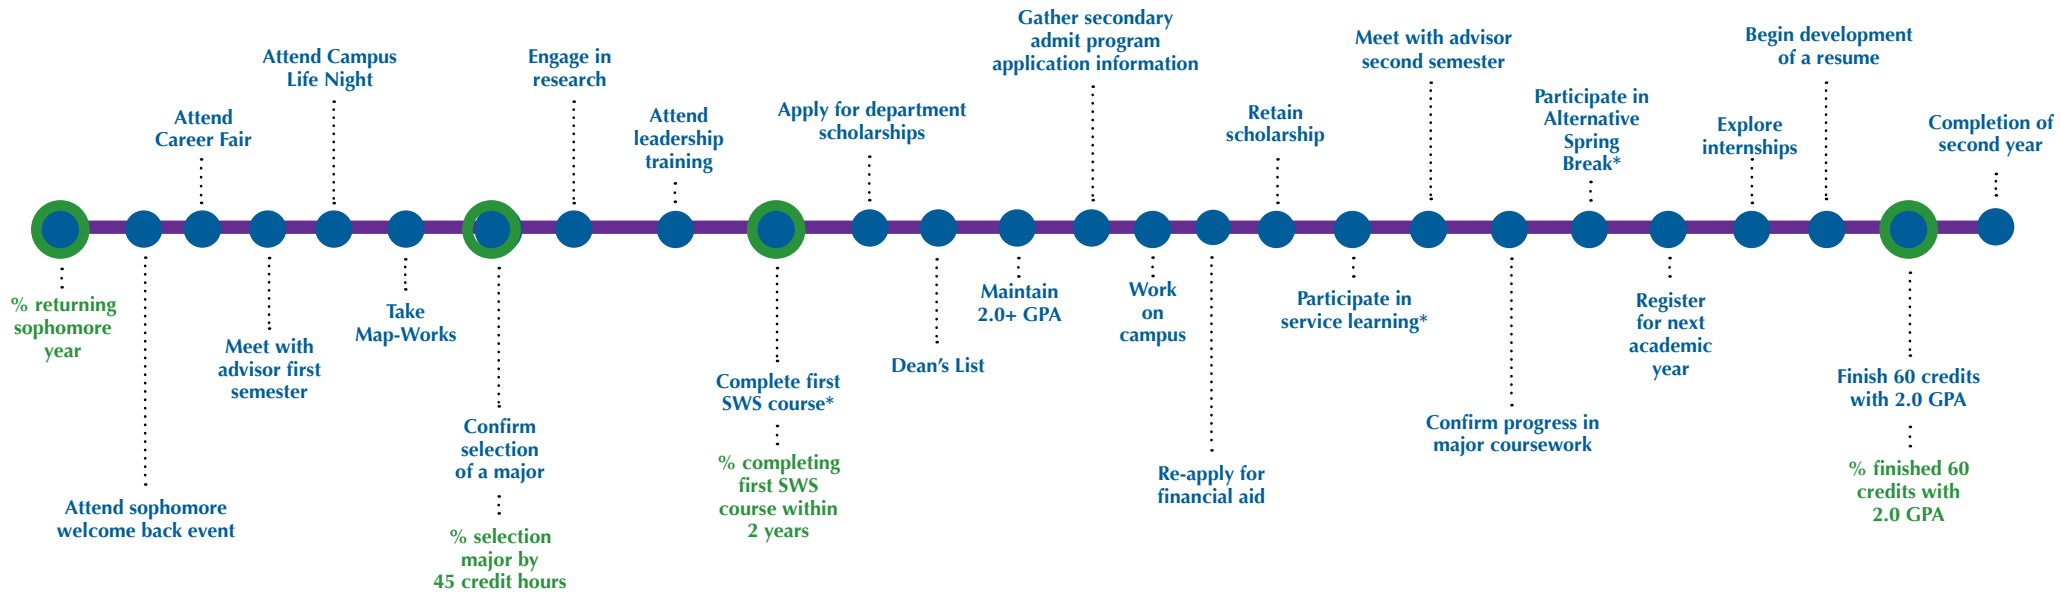 % returning
sophomore
year
Attend sophomore
welcome back event
Attend
Career Fair
Meet with
advisor first
semester
Attend Campus
Life Night
Take
Map-Works
Confirm
selection
of a major
% selection
major by
45 credit hours
Engage in
research
Attend
leadership
training
Complete first
SWS course*
% completing
first SWS
course within
2 years
Apply for department
scholarships
Dean’s List
Maintain
2.0+ GPA
Gather secondary
admit program
application information
Work
on
campus
Re-apply for
financial aid
Retain
scholarship
Participate in
service learning*
Meet with advisor
second semester
Confirm progress in
major coursework
Participate in
Alternative
Spring
Break*
Register
for next
academic
year
Explore
internships
Begin development
of a resume
Finish 60 credits
with 2.0 GPA
% finished 60
credits with
2.0 GPA
Completion of
second year